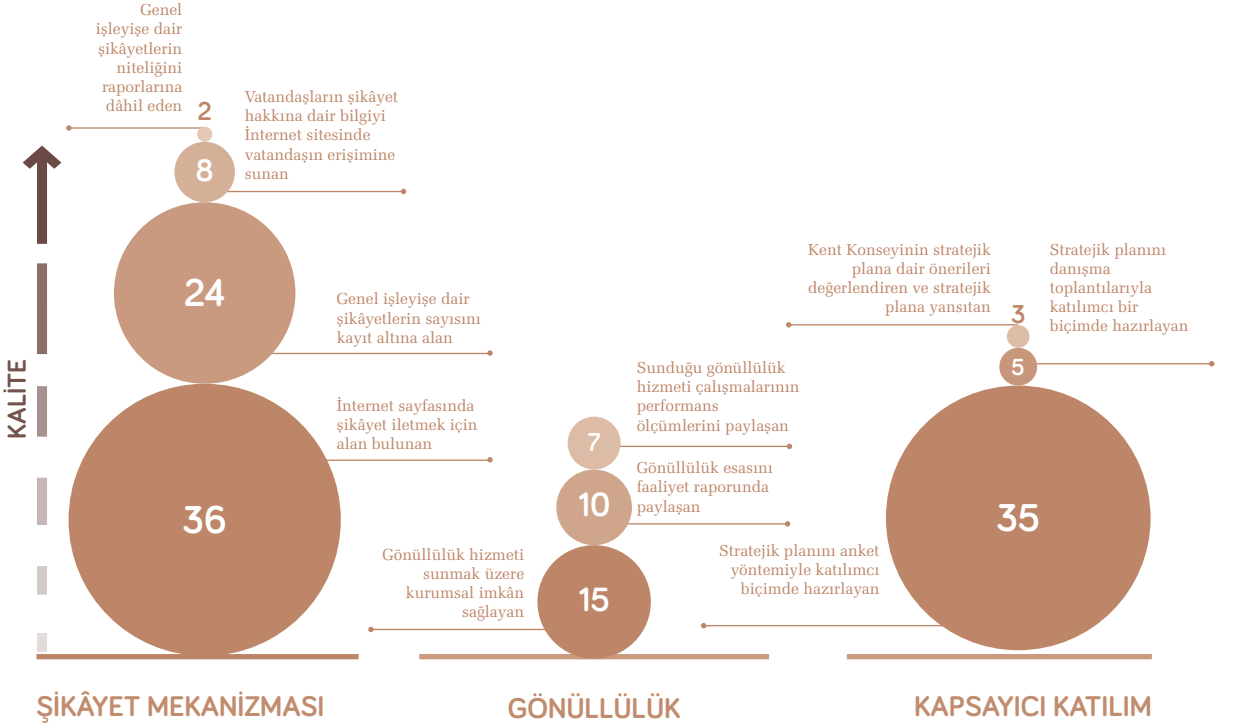 Genel
işleyişe dair
şikâyetlerin
niteliğini
raporlarına
dâhil eden
2
Vatandaşların şikâyet
hakkına dair bilgiyi
İnternet sitesinde
vatandaşın erişimine
sunan
8
24
Genel işleyişe dair
şikâyetlerin sayısını
kayıt altına alan
İnternet sayfasında
şikâyet iletmek için
alan bulunan
36
KALİTE
ŞİKÂYET MEKANİZMASI
Sunduğu gönüllülük
hizmeti çalışmalarının
performans
ölçümlerini paylaşan
7
Gönüllülük esasını
faaliyet raporunda
paylaşan
10
Gönüllülük hizmeti
sunmak üzere
kurumsal imkân
sağlayan
15
GÖNÜLLÜLÜK
Kent Konseyinin stratejik
plana dair önerileri
değerlendiren ve stratejik
plana yansıtan
3
Stratejik planını
danışma
toplantılarıyla
katılımcı bir
biçimde hazırlayan
5
35
Stratejik planını anket
yöntemiyle katılımcı
biçimde hazırlayan
KAPSAYICI KATILIM